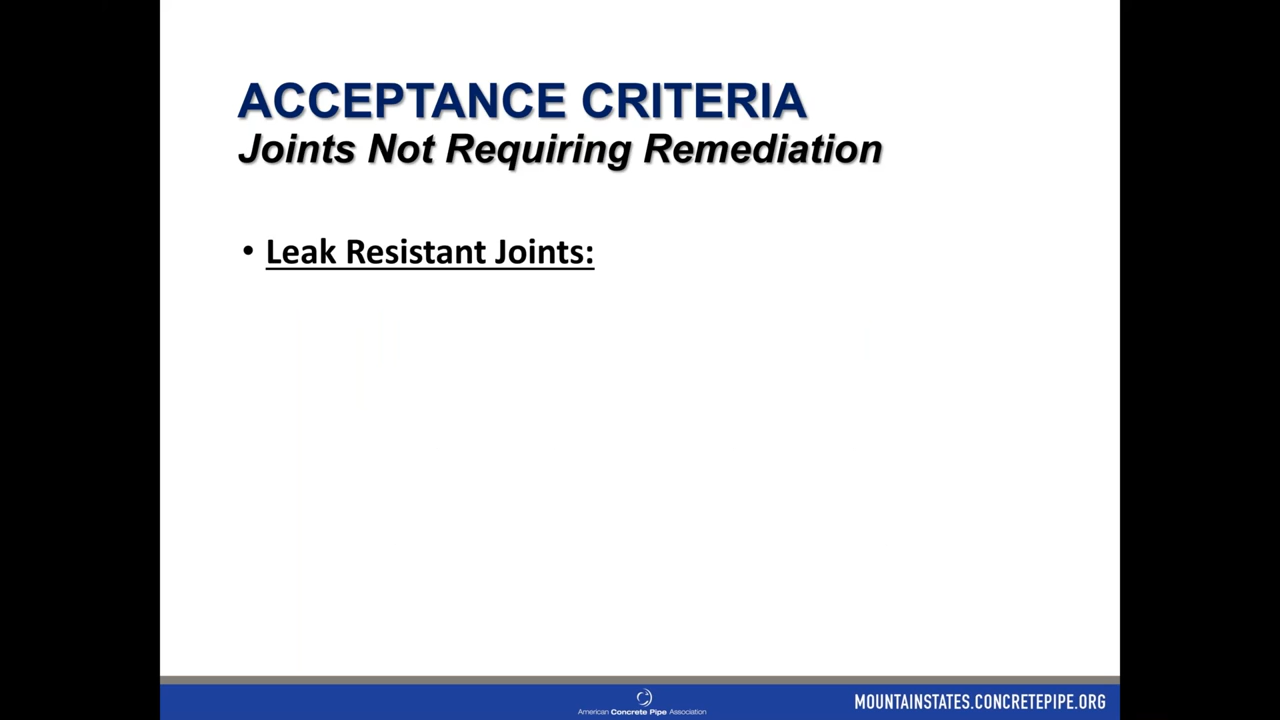 ACCEPTANCE CRITERIA
Joints Not Requiring Remediation
• Leak Resistant Joints:
American Concrete Pipe Association
MOUNTAINSTATES.CONCRETEPIPE.ORG